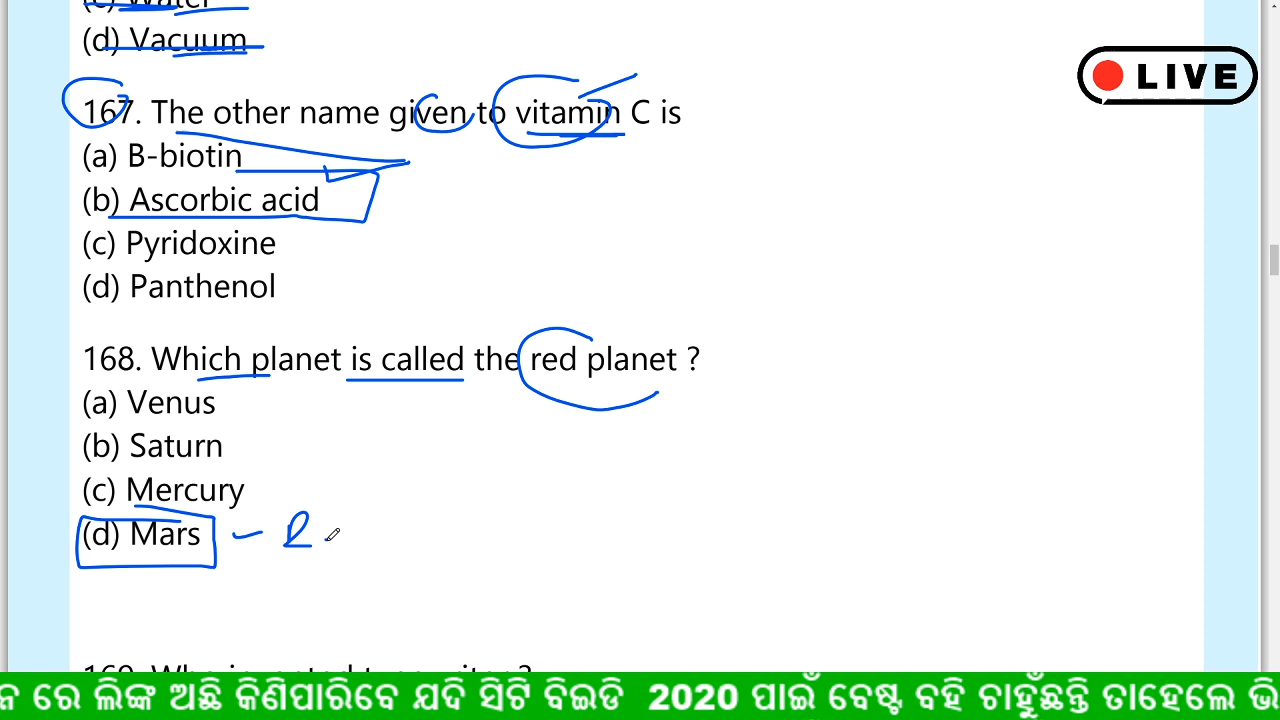 (c) Water
(d) Vacuum
LIVE
167. The other name given to vitamin C is
(a) B-biotin
(b) Ascorbic acid
(c) Pyridoxine
(d) Panthenol
168. Which planet is called the red planet ?
(a) Venus
(b) Saturn
(c) Mercury
(d) Mars - R
ନ ରେ ଲିଙ୍କ ଅଛି କିଣିପାରିବେ ଯଦି ସିଟି ବିଇଡି 2020 ପାଇଁ ବେଷ୍ଟ ବହି ଚାହୁଁଛନ୍ତି ତାହେଲେ ଭି